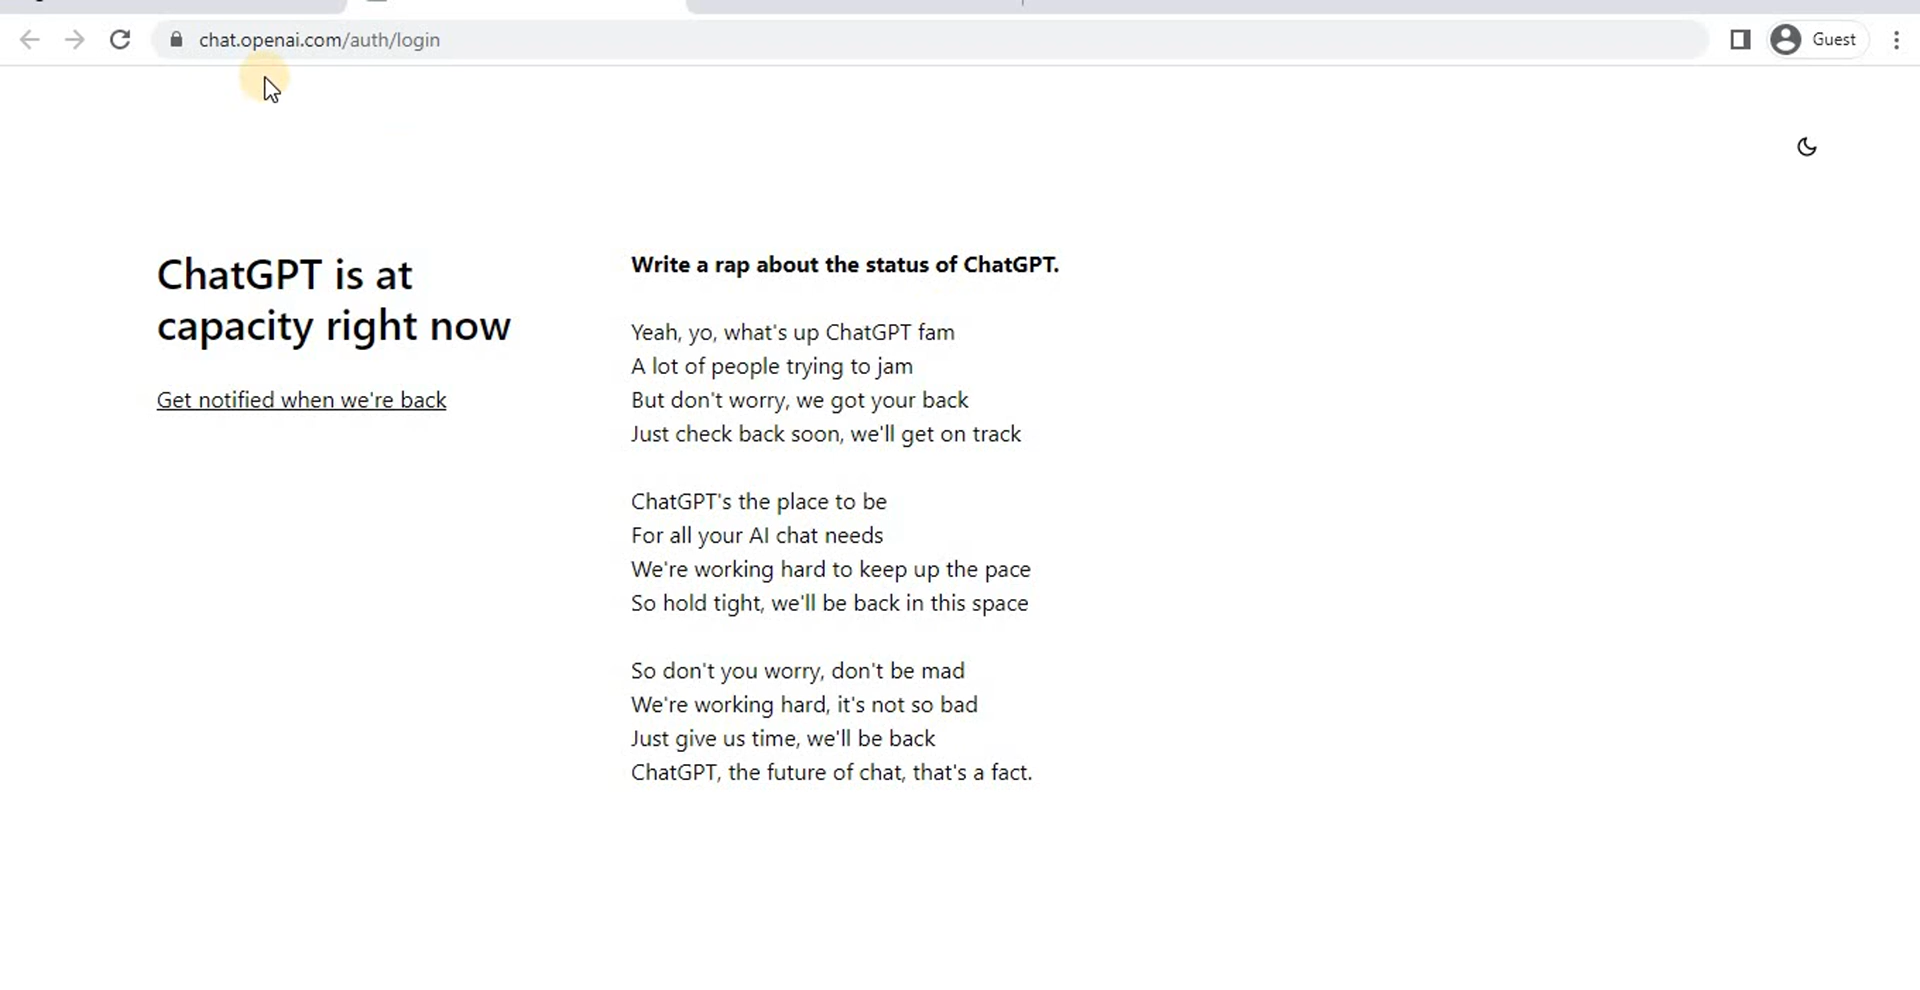 chat.openai.com/auth/login
Guest
ChatGPT is at
capacity right now
Get notified when we're back
Write a rap about the status of ChatGPT.
Yeah, yo, what's up ChatGPT fam
A lot of people trying to jam
But don't worry, we got your back
Just check back soon, we'll get on track
ChatGPT's the place to be
For all your AI chat needs
We're working hard to keep up the pace
So hold tight, we'll be back in this space
So don't you worry, don't be mad
We're working hard, it's not so bad
Just give us time, we'll be back
ChatGPT, the future of chat, that's a fact.